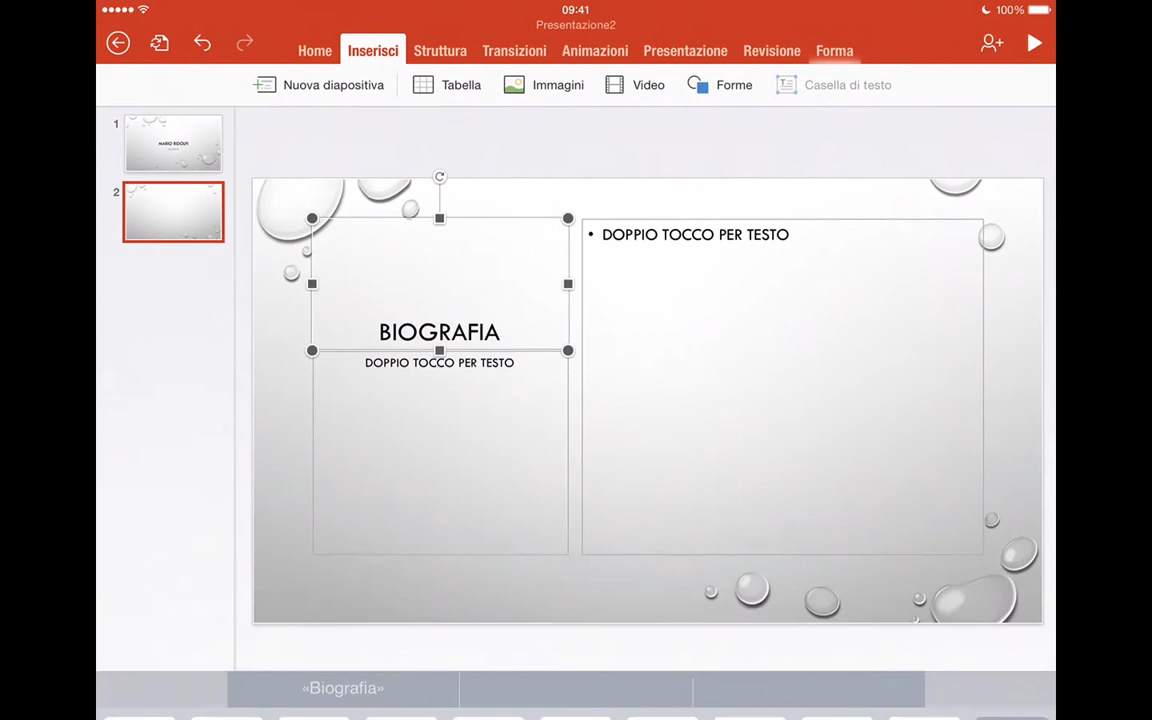 09:41
100%
Presentazione2
Home Inserisci Struttura Transizioni Animazioni Presentazione Revisione Forma
Nuova diapositiva Tabella Immagini Video Forme Casella di testo
1
MARIO RIDOLFI
2
• DOPPIO TOCCO PER TESTO
BIOGRAFIA
DOPPIO TOCCO PER TESTO
«Biografia»